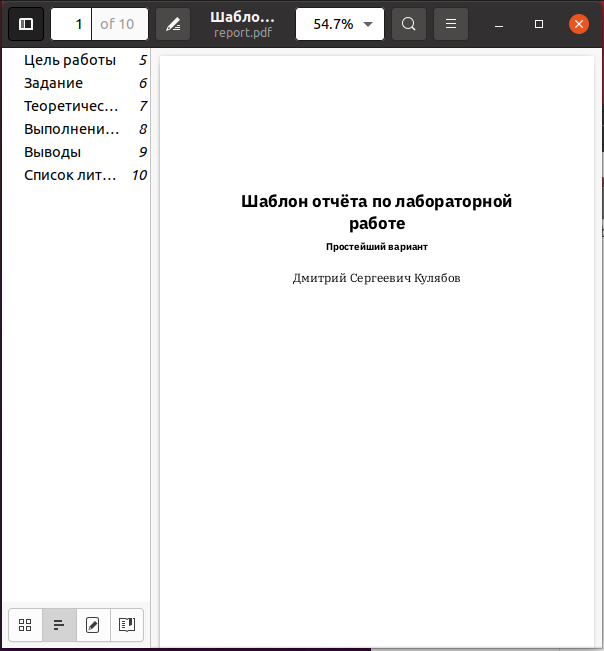 1 of 10
Шабло...
report.pdf
54.7%
Цель работы 5
Задание 6
Теоретичес... 7
Выполнени... 8
Выводы 9
Список лит... 10
Шаблон отчёта по лабораторной
работе
Простейший вариант
Дмитрий Сергеевич Кулябов